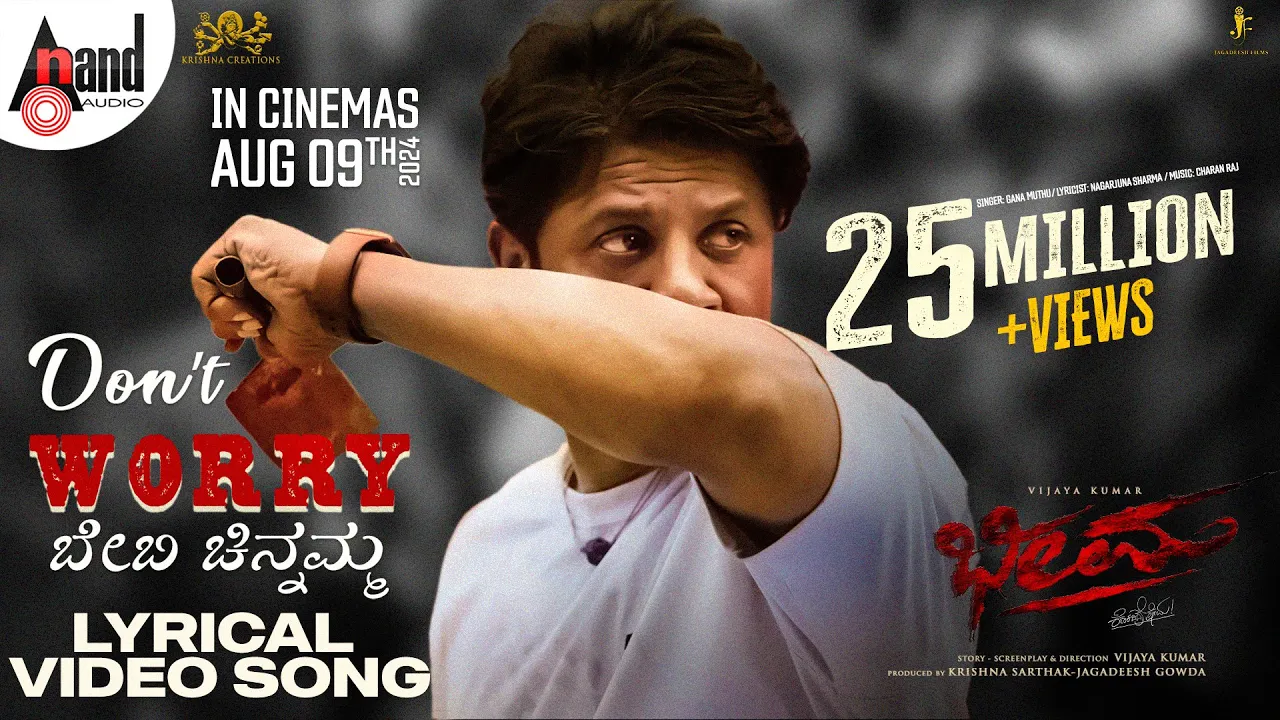 Anand
AUDIO
KRISHNA CREATIONS
JAGADEESH FILMS
IN CINEMAS
AUG 09TH 2024
SINGER: GANA MUTHU / LYRICIST: NAGARJUNA SHARMA / MUSIC: CHARAN RAJ
25 MILLION
+VIEWS
Don't
WORRY
ಬೇಬಿ ಚಿನ್ನಮ್ಮ
LYRICAL
VIDEO SONG
VIJAYA KUMAR
ಭೀಮ
STORY - SCREENPLAY & DIRECTION VIJAYA KUMAR
PRODUCED BY KRISHNA SARTHAK-JAGADEESH GOWDA